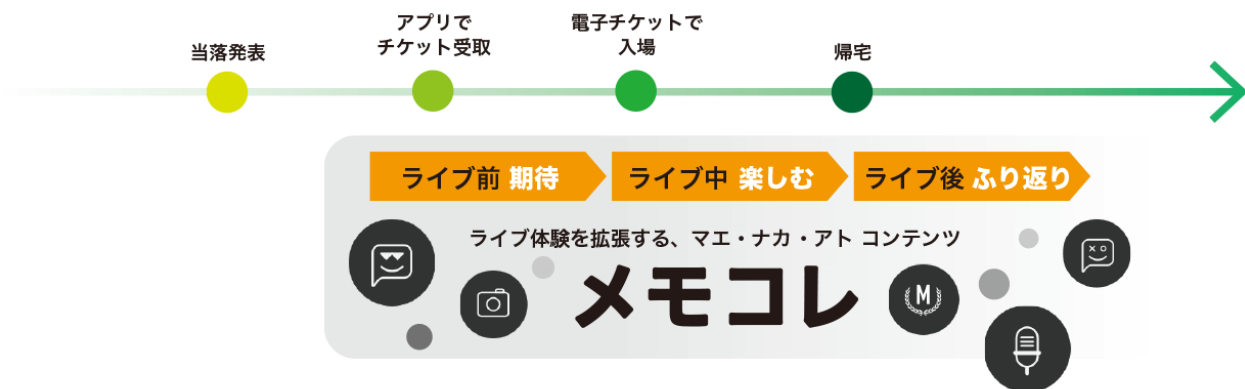 当落発表
アプリで
チケット受取
電子チケットで
入場
帰宅
ライブ前 期待
ライブ中 楽しむ
ライブ後 ふり返り
ライブ体験を拡張する、マエ・ナカ・アト コンテンツ
メモコレ
M